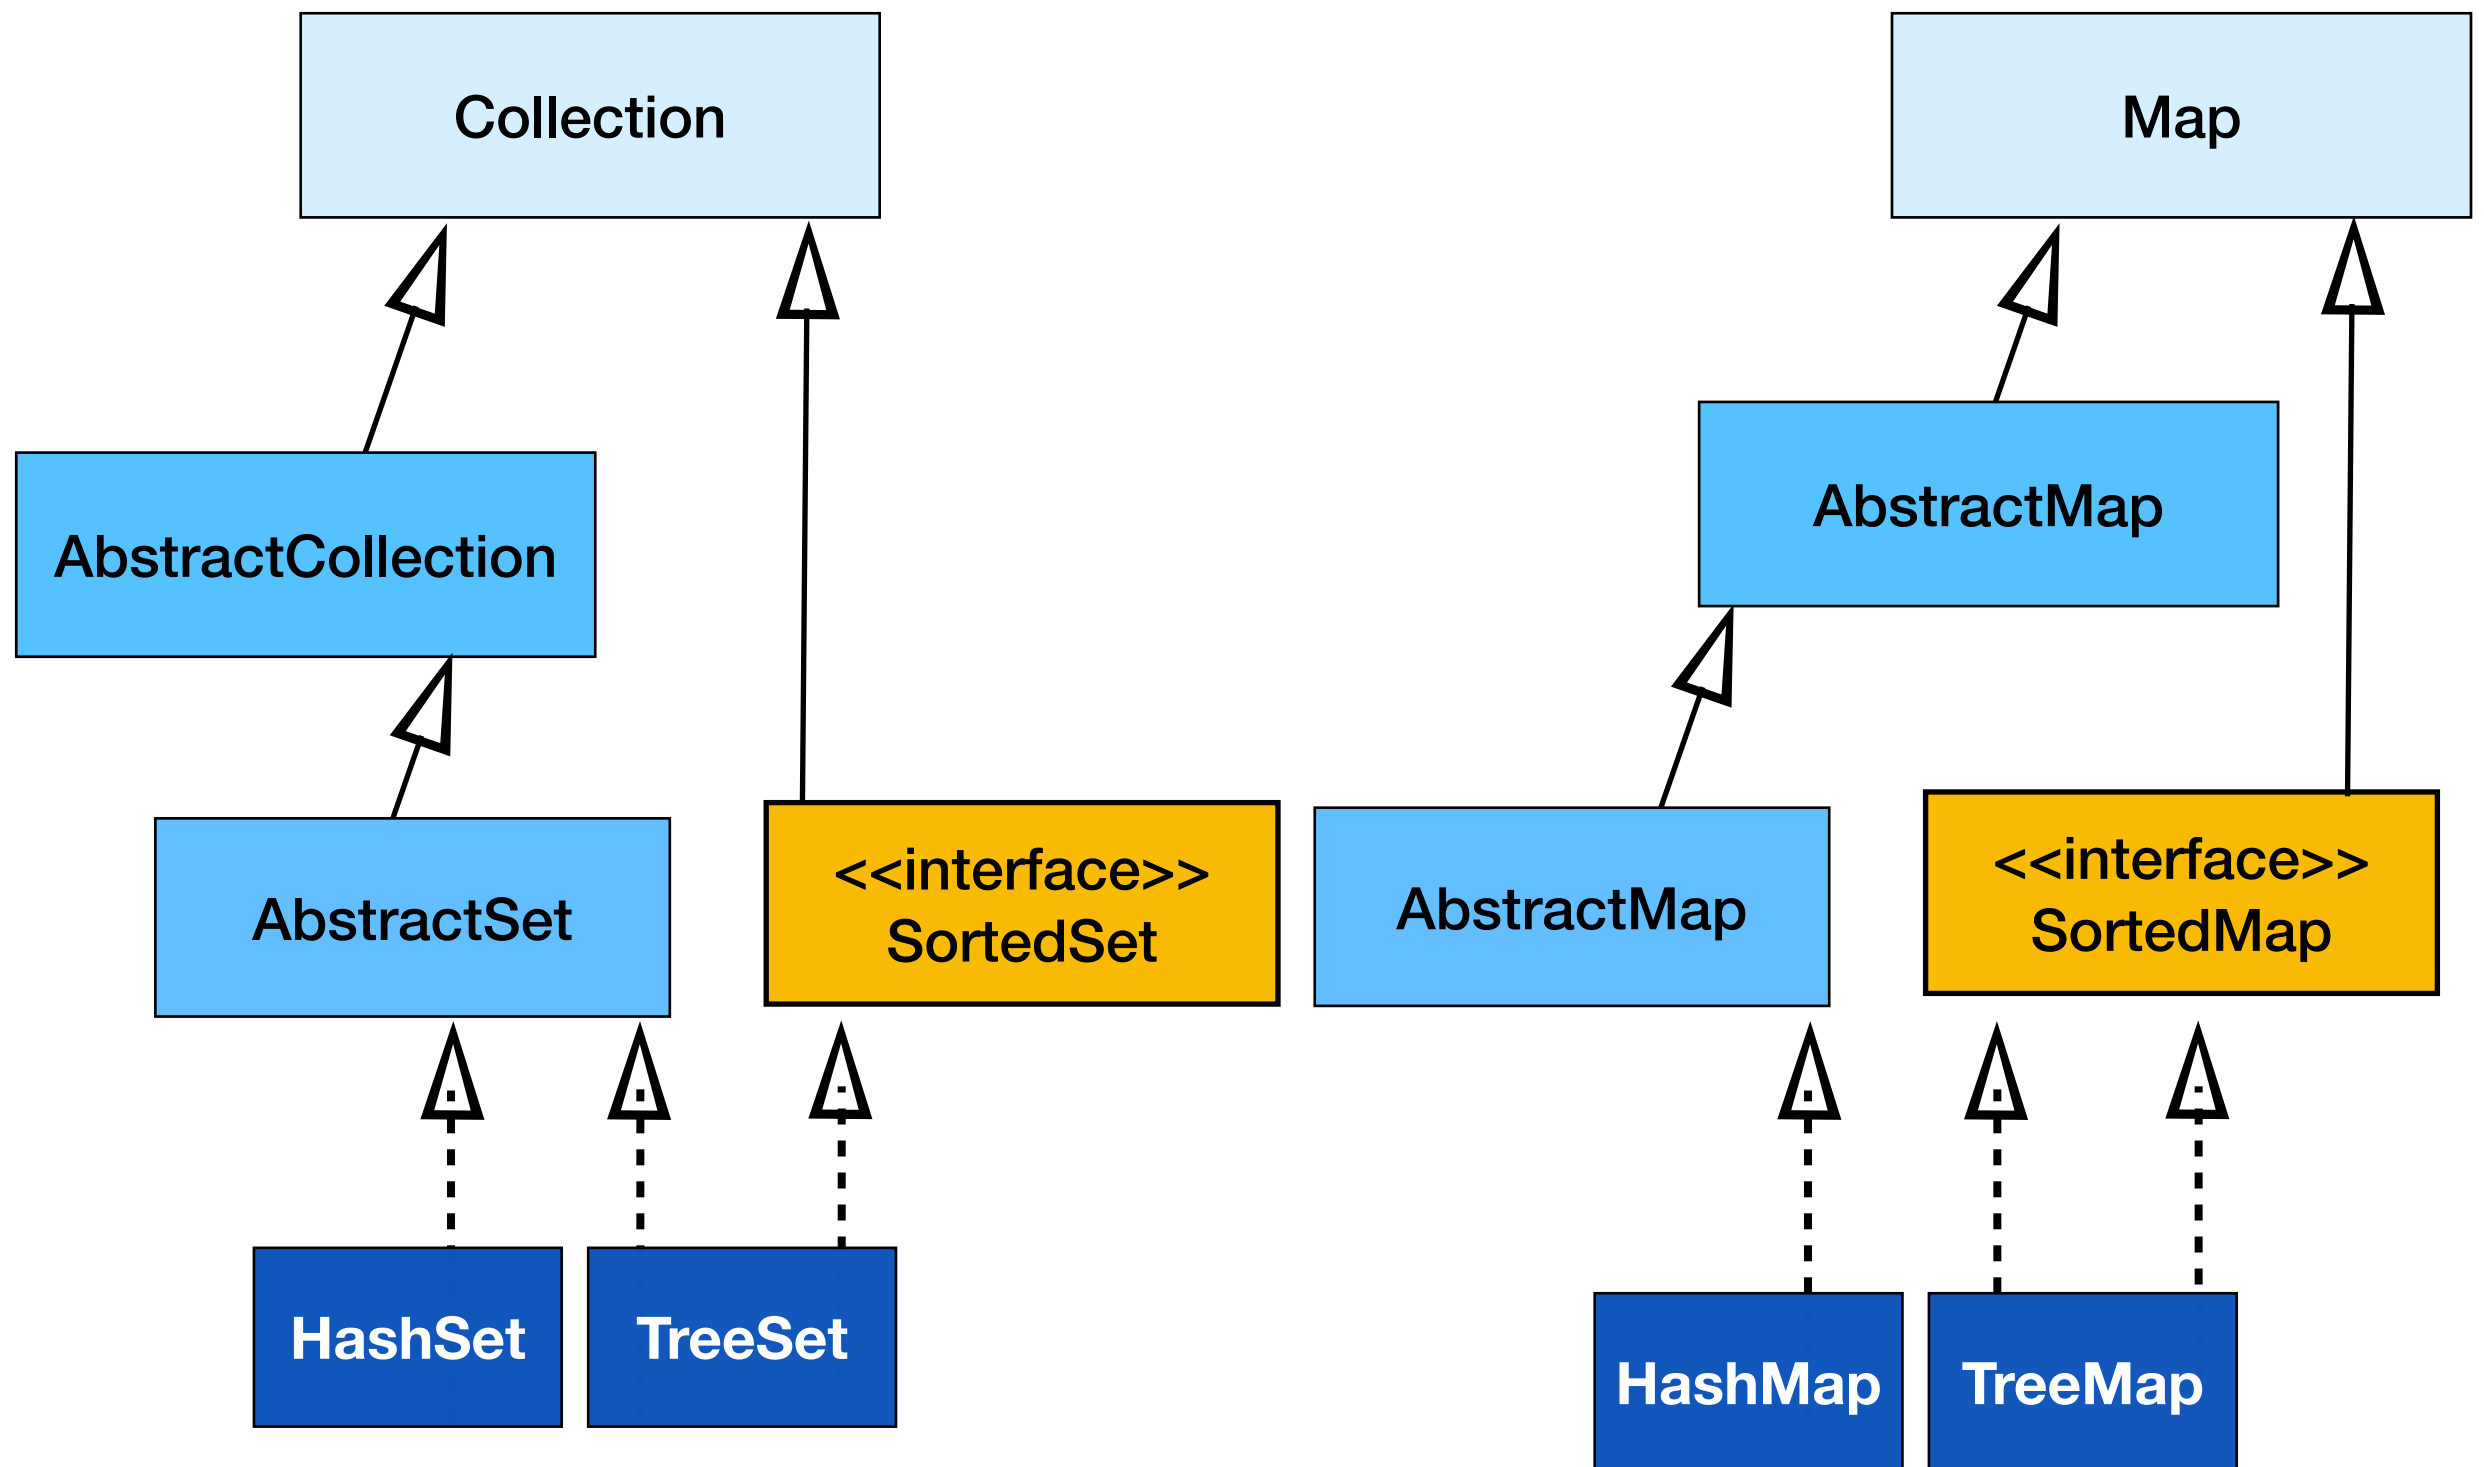 Collection
Map
AbstractCollection
AbstractMap
AbstractSet
<<interface>>
SortedSet
AbstractMap
<<interface>>
SortedMap
HashSet
TreeSet
HashMap
TreeMap